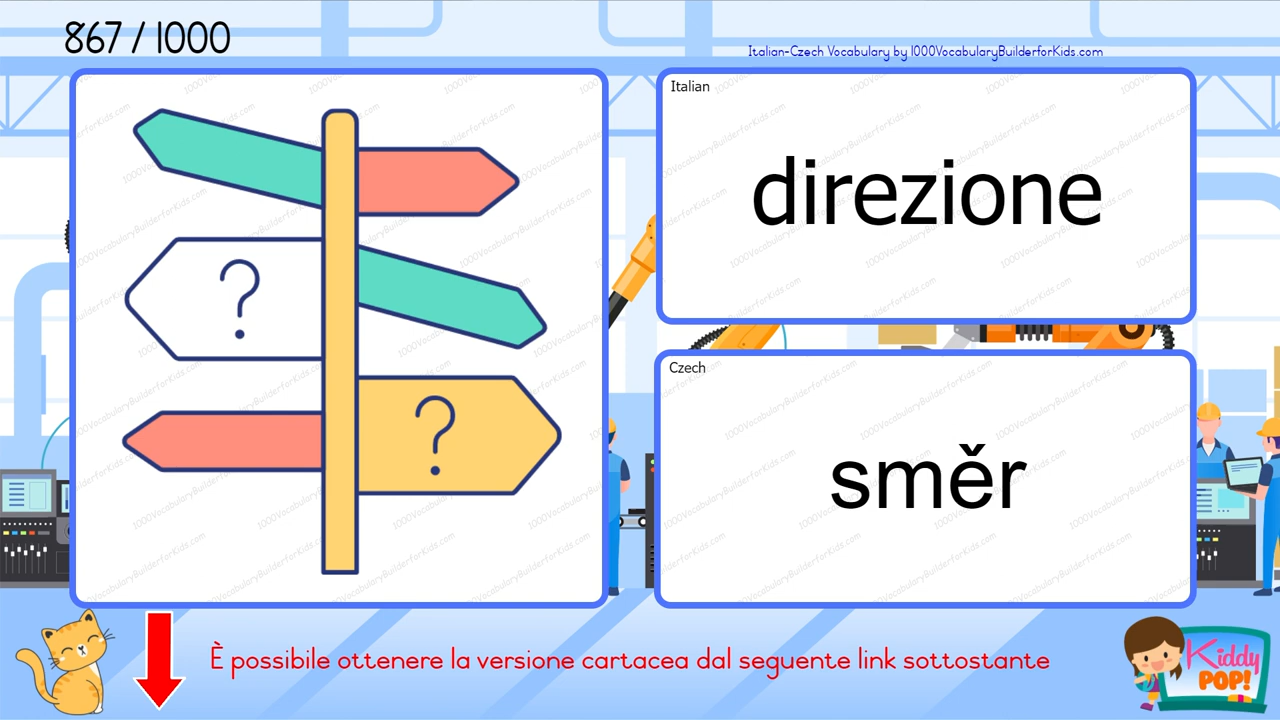 867 / 1000
Italian-Czech Vocabulary by 1000VocabularyBuilderforKids.com
Italian
direzione
?
?
Czech
směr
È possibile ottenere la versione cartacea dal seguente link sottostante
Kiddy
POP!